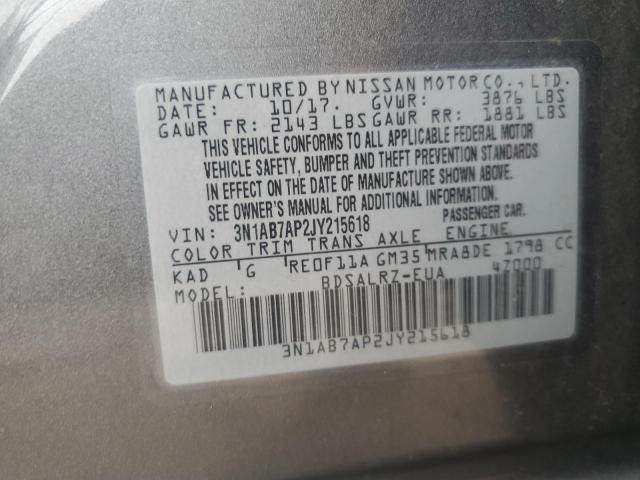 MANUFACTURED BY NISSAN MOTOR CO., LTD.
DATE: 10/17. GVWR: 3876 LBS
GAWR FR: 2143 LBS GAWR RR: 1881 LBS
THIS VEHICLE CONFORMS TO ALL APPLICABLE FEDERAL MOTOR
VEHICLE SAFETY, BUMPER AND THEFT PREVENTION STANDARDS
IN EFFECT ON THE DATE OF MANUFACTURE SHOWN ABOVE.
SEE OWNER'S MANUAL FOR ADDITIONAL INFORMATION.
VIN: 3N1AB7AP2JY215618 PASSENGER CAR.
COLOR TRIM TRANS AXLE ENGINE
KAD G RE0F11A GM35 MRA8DE 1798 CC
MODEL: BDSALRZ-EUA 47000
3N1AB7AP2JY215618